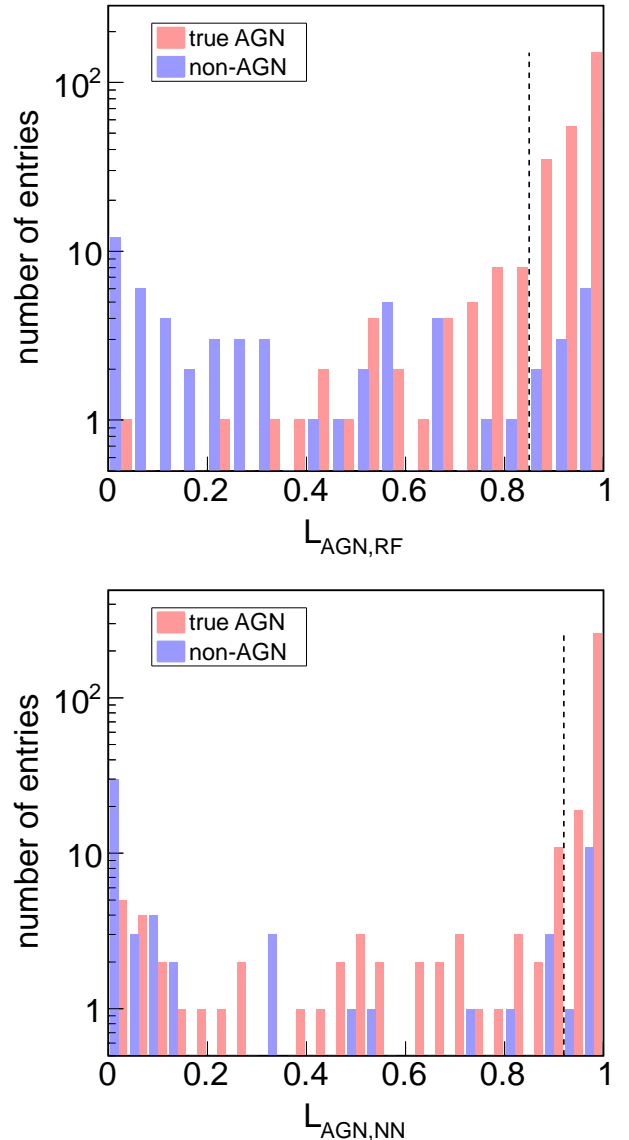 true AGN
non-AGN
number of entries
10²
10
1
0 0.2 0.4 0.6 0.8 1
L_AGN,RF
true AGN
non-AGN
number of entries
10²
10
1
0 0.2 0.4 0.6 0.8 1
L_AGN,NN